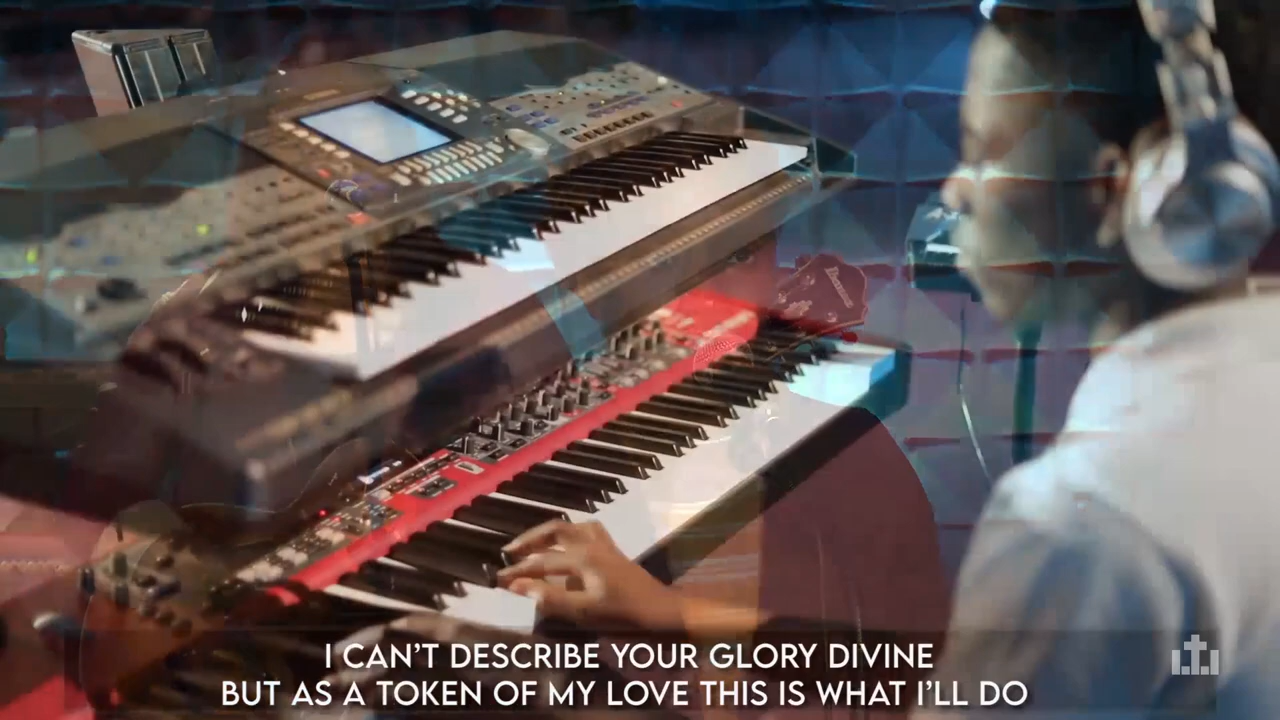 I CAN'T DESCRIBE YOUR GLORY DIVINE
BUT AS A TOKEN OF MY LOVE THIS IS WHAT I'LL DO